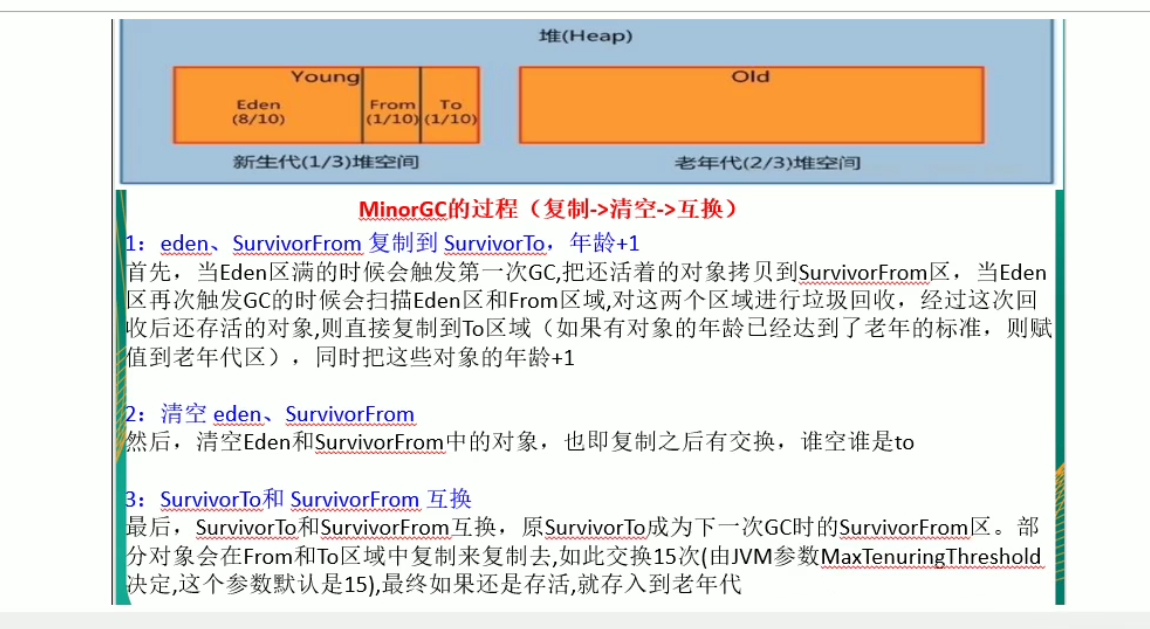 堆(Heap)
Young
Old
Eden
(8/10)
From
(1/10)
To
(1/10)
新生代(1/3)堆空间
老年代(2/3)堆空间
MinorGC的过程（复制->清空->互换）
1：eden、SurvivorFrom 复制到 SurvivorTo，年龄+1
首先，当Eden区满的时候会触发第一次GC,把还活着的对象拷贝到SurvivorFrom区，当Eden
区再次触发GC的时候会扫描Eden区和From区域,对这两个区域进行垃圾回收，经过这次回
收后还存活的对象,则直接复制到To区域（如果有对象的年龄已经达到了老年的标准，则赋
值到老年代区），同时把这些对象的年龄+1
2：清空 eden、SurvivorFrom
然后，清空Eden和SurvivorFrom中的对象，也即复制之后有交换，谁空谁是to
3：SurvivorTo和 SurvivorFrom 互换
最后，SurvivorTo和SurvivorFrom互换，原SurvivorTo成为下一次GC时的SurvivorFrom区。部
分对象会在From和To区域中复制来复制去,如此交换15次(由JVM参数MaxTenuringThreshold
决定,这个参数默认是15),最终如果还是存活,就存入到老年代